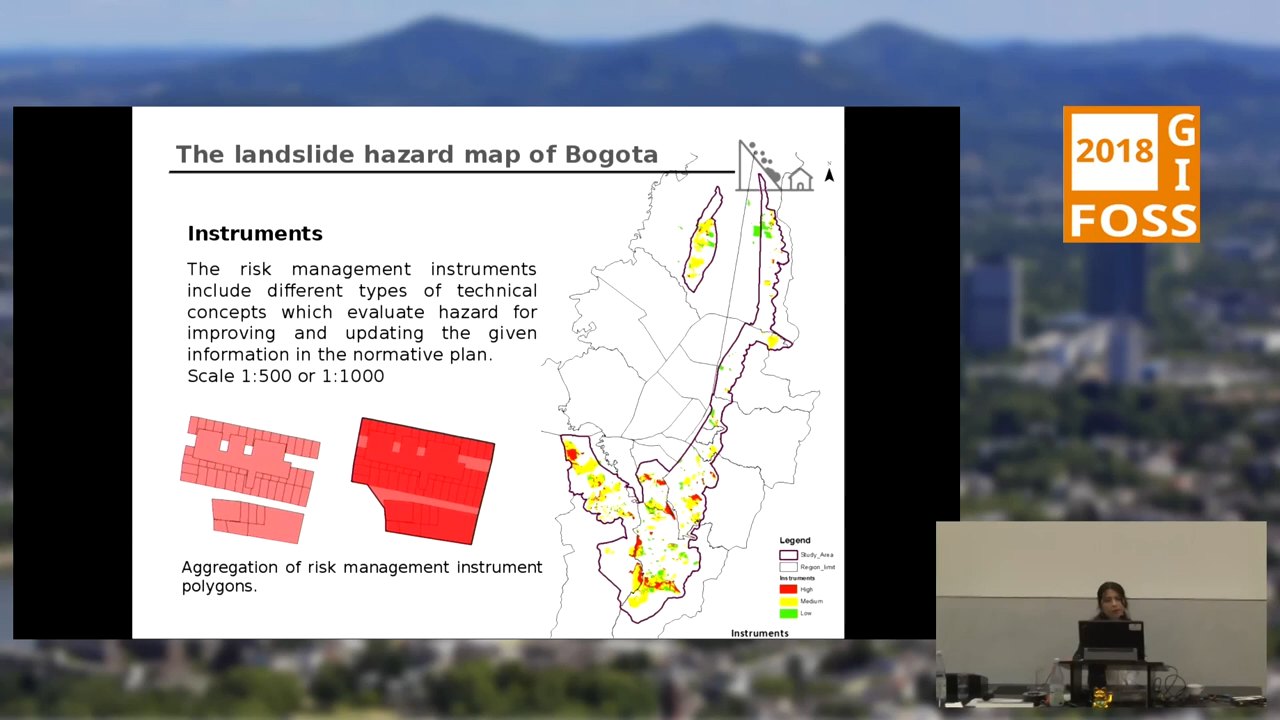 The landslide hazard map of Bogota
N
Instruments
The risk management instruments
include different types of technical
concepts which evaluate hazard for
improving and updating the given
information in the normative plan.
Scale 1:500 or 1:1000
Aggregation of risk management instrument
polygons.
Legend
Study_Area
Region_limit
Instruments
High
Medium
Low
Instruments
2018
G
I
FOSS